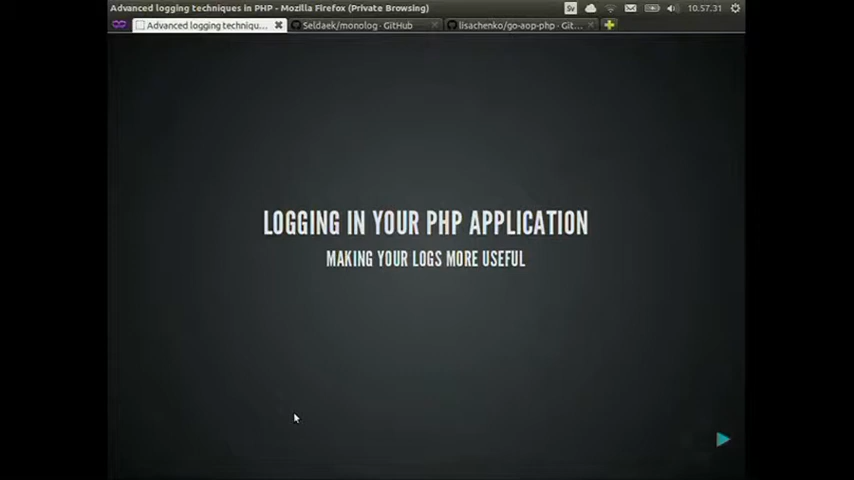 Advanced logging techniques in PHP - Mozilla Firefox (Private Browsing)
Sv
10.57.31
Advanced logging techniqu...
Seldaek/monolog · GitHub
lisachenko/go-aop-php · Git...
LOGGING IN YOUR PHP APPLICATION
MAKING YOUR LOGS MORE USEFUL